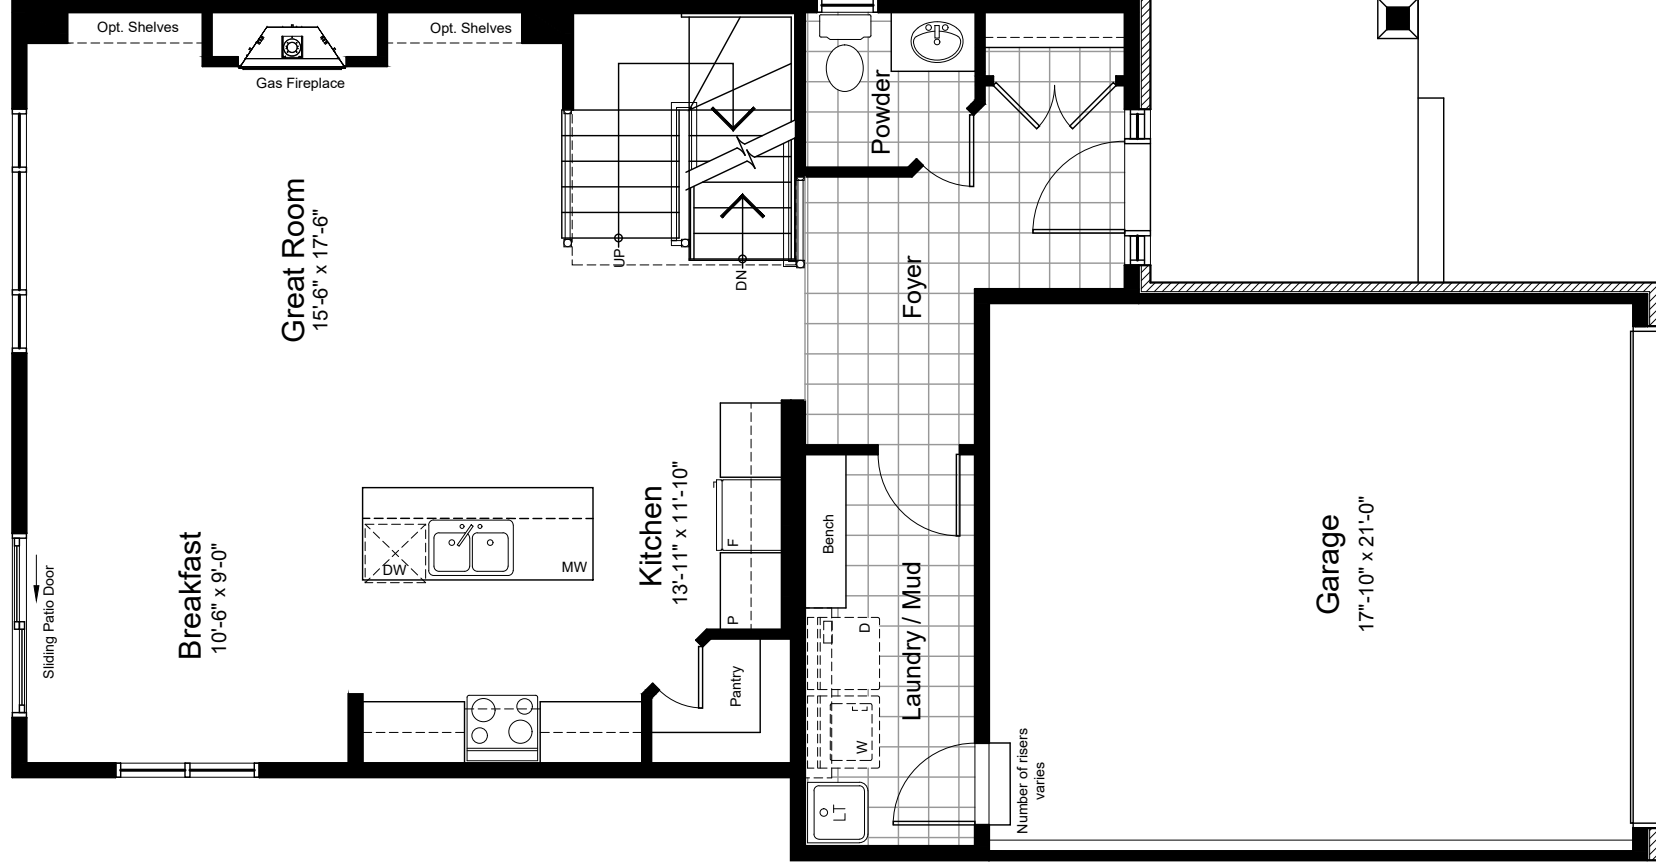 Opt. Shelves
Opt. Shelves
Gas Fireplace
Powder
Great Room
15'-6" x 17'-6"
UP
DN
Foyer
Breakfast
10'-6" x 9'-0"
Sliding Patio Door
DW
MW
Kitchen
13'-11" x 11'-10"
F
P
Pantry
Bench
Laundry / Mud
D
W
LT
Number of risers
varies
Garage
17"-10" x 21'-0"